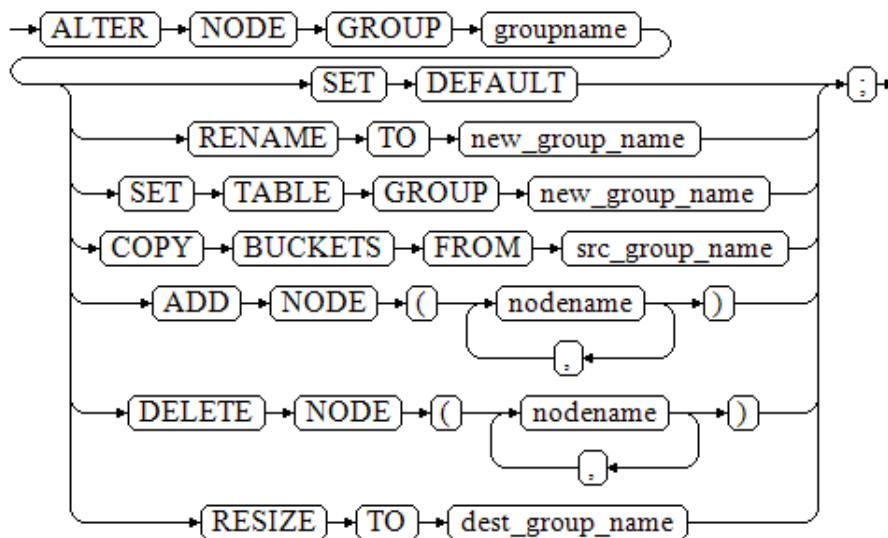 ALTER NODE GROUP groupname
SET DEFAULT ;
RENAME TO new_group_name
SET TABLE GROUP new_group_name
COPY BUCKETS FROM src_group_name
ADD NODE ( nodename )
,
DELETE NODE ( nodename )
,
RESIZE TO dest_group_name